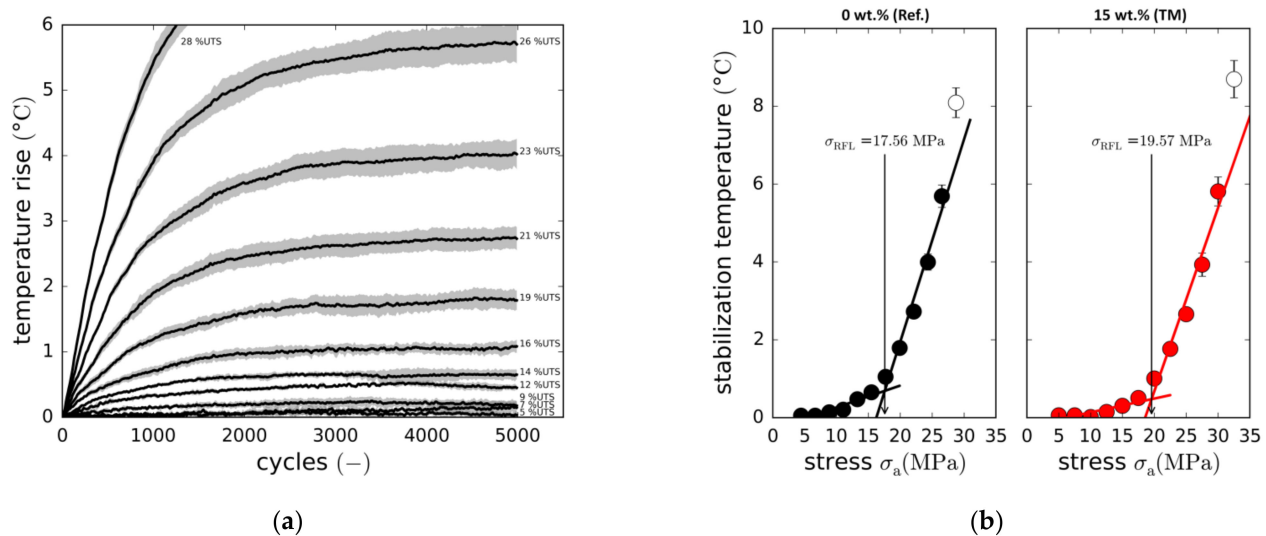 temperature rise (°C)
6
5
4
3
2
1
0
28 %UTS
26 %UTS
23 %UTS
21 %UTS
19 %UTS
16 %UTS
14 %UTS
12 %UTS
9 %UTS
7 %UTS
5 %UTS
0 1000 2000 3000 4000 5000
cycles (−)
(a)
0 wt.% (Ref.)
15 wt.% (TM)
stabilization temperature (°C)
10
8
6
4
2
0
σRFL =17.56 MPa
σRFL =19.57 MPa
0 5 10 15 20 25 30 35
0 5 10 15 20 25 30 35
stress σa(MPa)
stress σa(MPa)
(b)